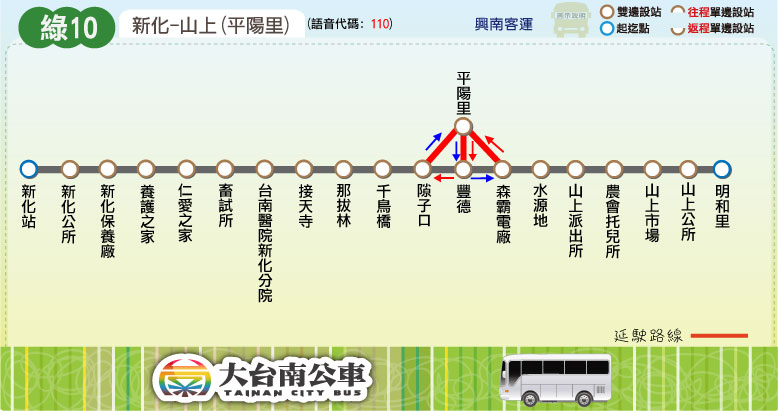 綠10
新化-山上(平陽里)
(語音代碼: 110)
興南客運
雙邊設站
起迄點
往程單邊設站
返程單邊設站
平陽里
新化站
新化公所
新化保養廠
養護之家
仁愛之家
畜試所
台南醫院新化分院
接天寺
那拔林
千鳥橋
隙子口
豐德
森霸電廠
水源地
山上派出所
農會托兒所
山上市場
山上公所
明和里
延駛路線
大台南公車
TAINAN CITY BUS